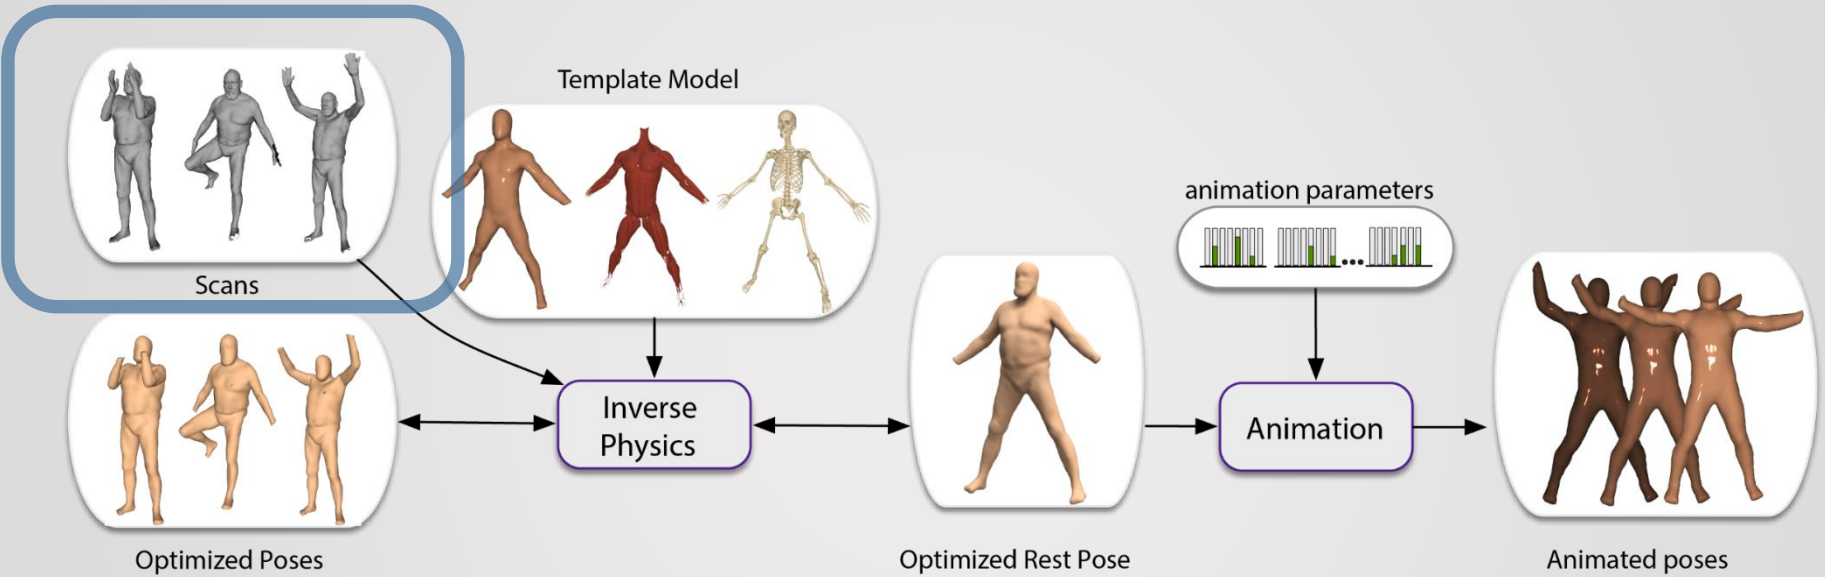 Template Model
Scans
animation parameters
Inverse
Physics
Animation
Optimized Poses
Optimized Rest Pose
Animated poses